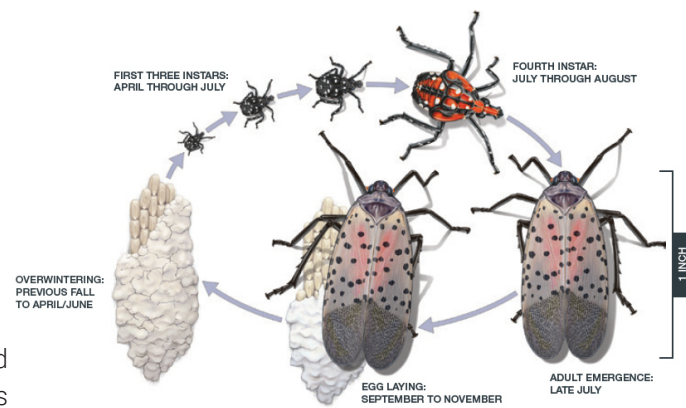 FIRST THREE INSTARS:
APRIL THROUGH JULY
FOURTH INSTAR:
JULY THROUGH AUGUST
1 INCH
ADULT EMERGENCE:
LATE JULY
EGG LAYING:
SEPTEMBER TO NOVEMBER
OVERWINTERING:
PREVIOUS FALL
TO APRIL/JUNE
d
s